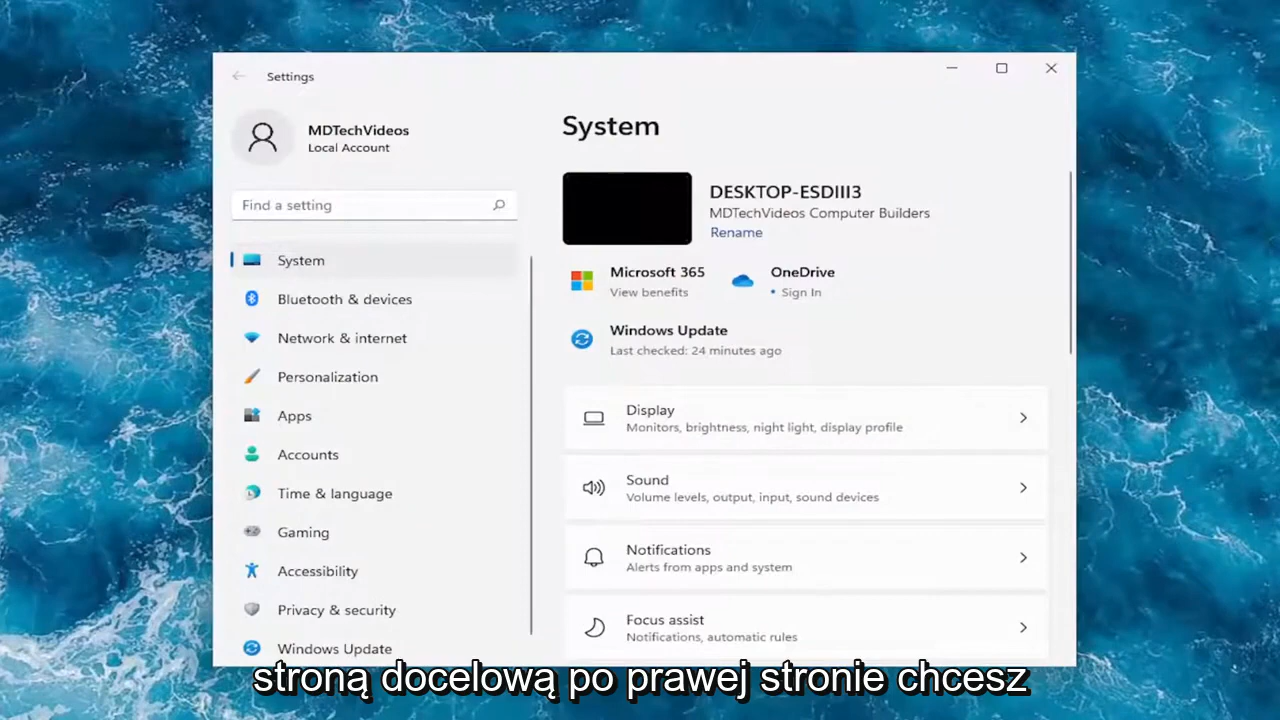 Settings
MDTechVideos
Local Account
Find a setting
System
Bluetooth & devices
Network & internet
Personalization
Apps
Accounts
Time & language
Gaming
Accessibility
Privacy & security
Windows Update
System
DESKTOP-ESDIII3
MDTechVideos Computer Builders
Rename
Microsoft 365
View benefits
OneDrive
• Sign In
Windows Update
Last checked: 24 minutes ago
Display
Monitors, brightness, night light, display profile
Sound
Volume levels, output, input, sound devices
Notifications
Alerts from apps and system
Focus assist
Notifications, automatic rules
stroną docelową po prawej stronie chcesz